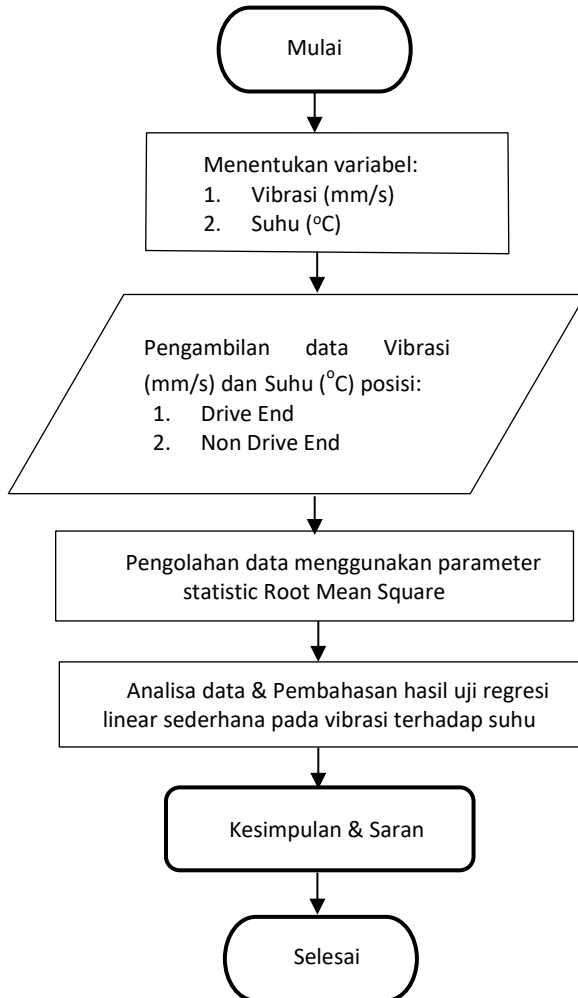 Mulai
Menentukan variabel:
1. Vibrasi (mm/s)
2. Suhu (°C)
Pengambilan data Vibrasi
(mm/s) dan Suhu (°C) posisi:
1. Drive End
2. Non Drive End
Pengolahan data menggunakan parameter
statistic Root Mean Square
Analisa data & Pembahasan hasil uji regresi
linear sederhana pada vibrasi terhadap suhu
Kesimpulan & Saran
Selesai